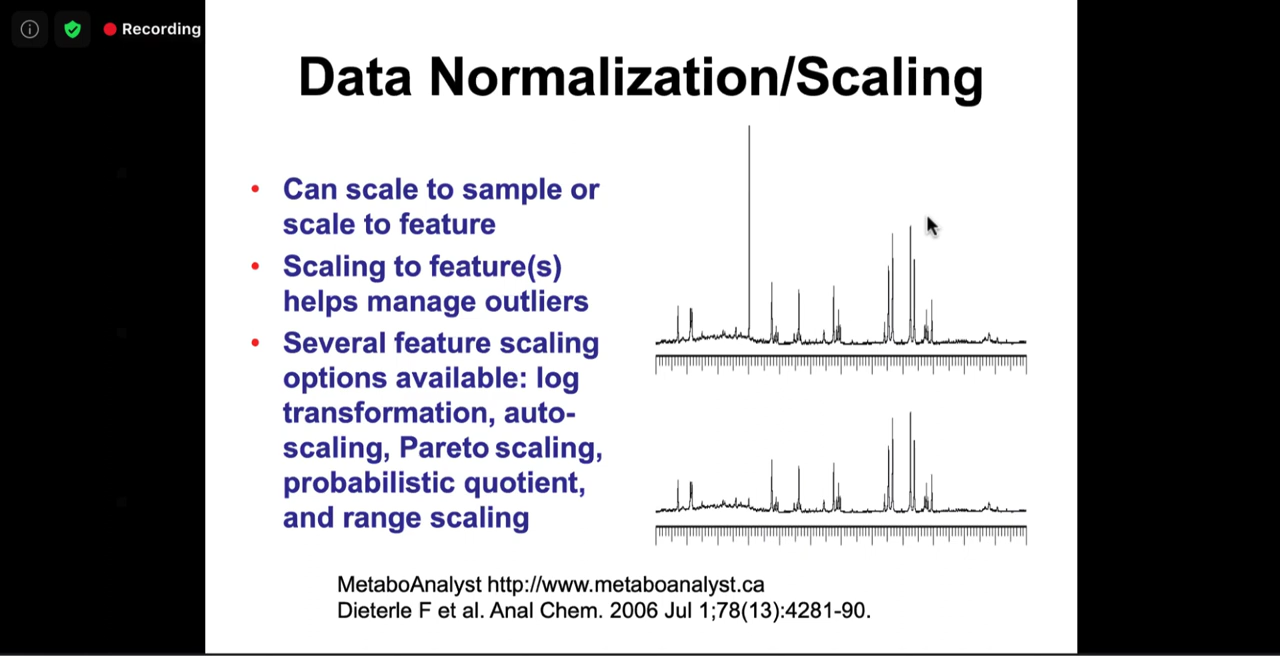 Recording
Data Normalization/Scaling
• Can scale to sample or
scale to feature
• Scaling to feature(s)
helps manage outliers
• Several feature scaling
options available: log
transformation, auto-
scaling, Pareto scaling,
probabilistic quotient,
and range scaling
MetaboAnalyst http://www.metaboanalyst.ca
Dieterle F et al. Anal Chem. 2006 Jul 1;78(13):4281-90.